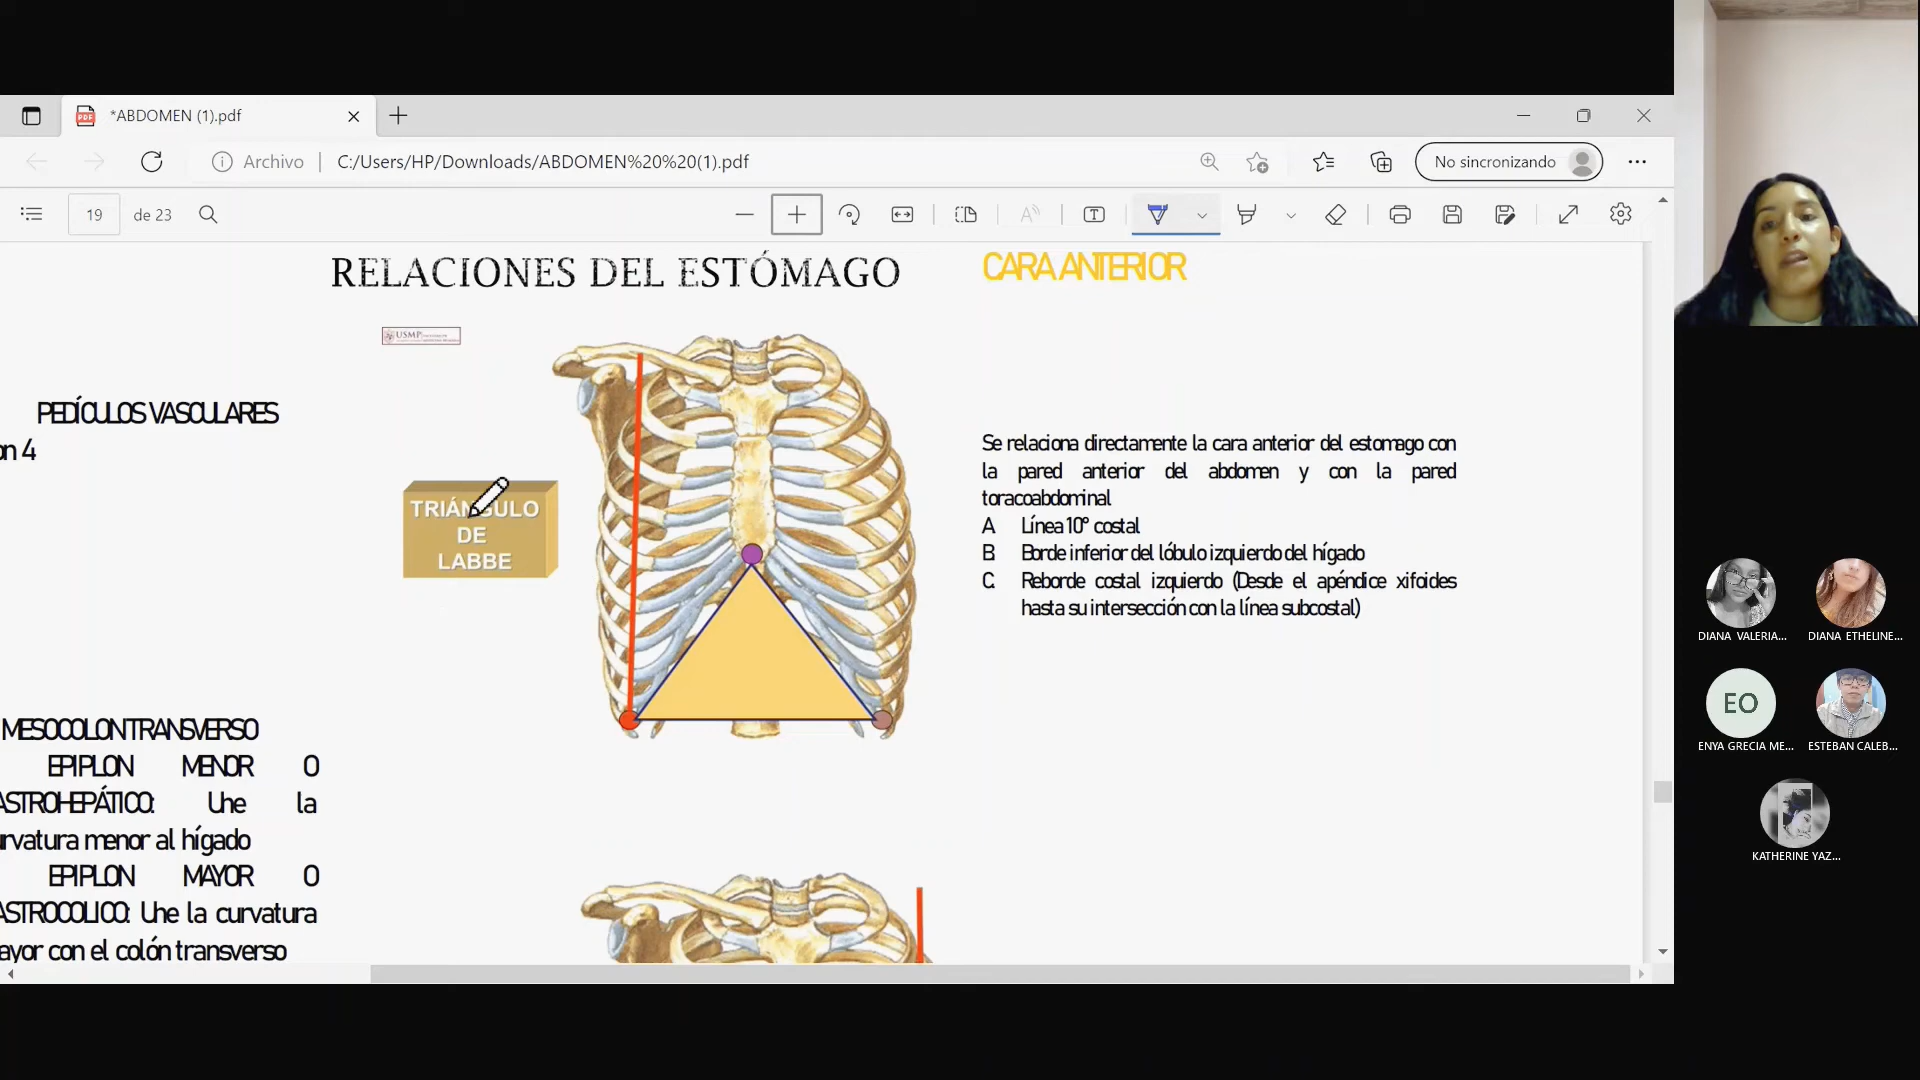 *ABDOMEN (1).pdf
Archivo
C:/Users/HP/Downloads/ABDOMEN%20%20(1).pdf
No sincronizando
19
de 23
RELACIONES DEL ESTÓMAGO
CARA ANTERIOR
USMP
PEDÍCULOS VASCULARES
on 4
TRIÁNGULO
DE
LABBE
Se relaciona directamente la cara anterior del estomago con
la pared anterior del abdomen y con la pared
toracoabdominal
A Línea 10° costal
B Borde inferior del lóbulo izquierdo del hígado
C. Reborde costal izquierdo (Desde el apéndice xifoides
hasta su intersección con la línea subcostal)
MESOCOLON TRANSVERSO
EPIPLON MENOR O
ASTROHEPÁTICO: Une la
urvatura menor al hígado
EPIPLON MAYOR O
ASTROCOLICO: Une la curvatura
ayor con el colón transverso
DIANA VALERIA...
DIANA ETHELINE...
EO
ENYA GRECIA ME...
ESTEBAN CALEB...
KATHERINE YAZ...